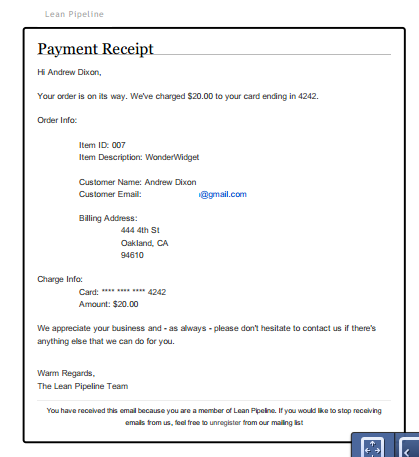 Lean Pipeline
Payment Receipt
Hi Andrew Dixon,
Your order is on its way. We've charged $20.00 to your card ending in 4242.
Order Info:
Item ID: 007
Item Description: WonderWidget
Customer Name: Andrew Dixon
Customer Email: @gmail.com
Billing Address:
444 4th St
Oakland, CA
94610
Charge Info:
Card: **** **** **** 4242
Amount: $20.00
We appreciate your business and - as always - please don't hesitate to contact us if there's
anything else that we can do for you.
Warm Regards,
The Lean Pipeline Team
You have received this email because you are a member of Lean Pipeline. If you would like to stop receiving
emails from us, feel free to unregister from our mailing list